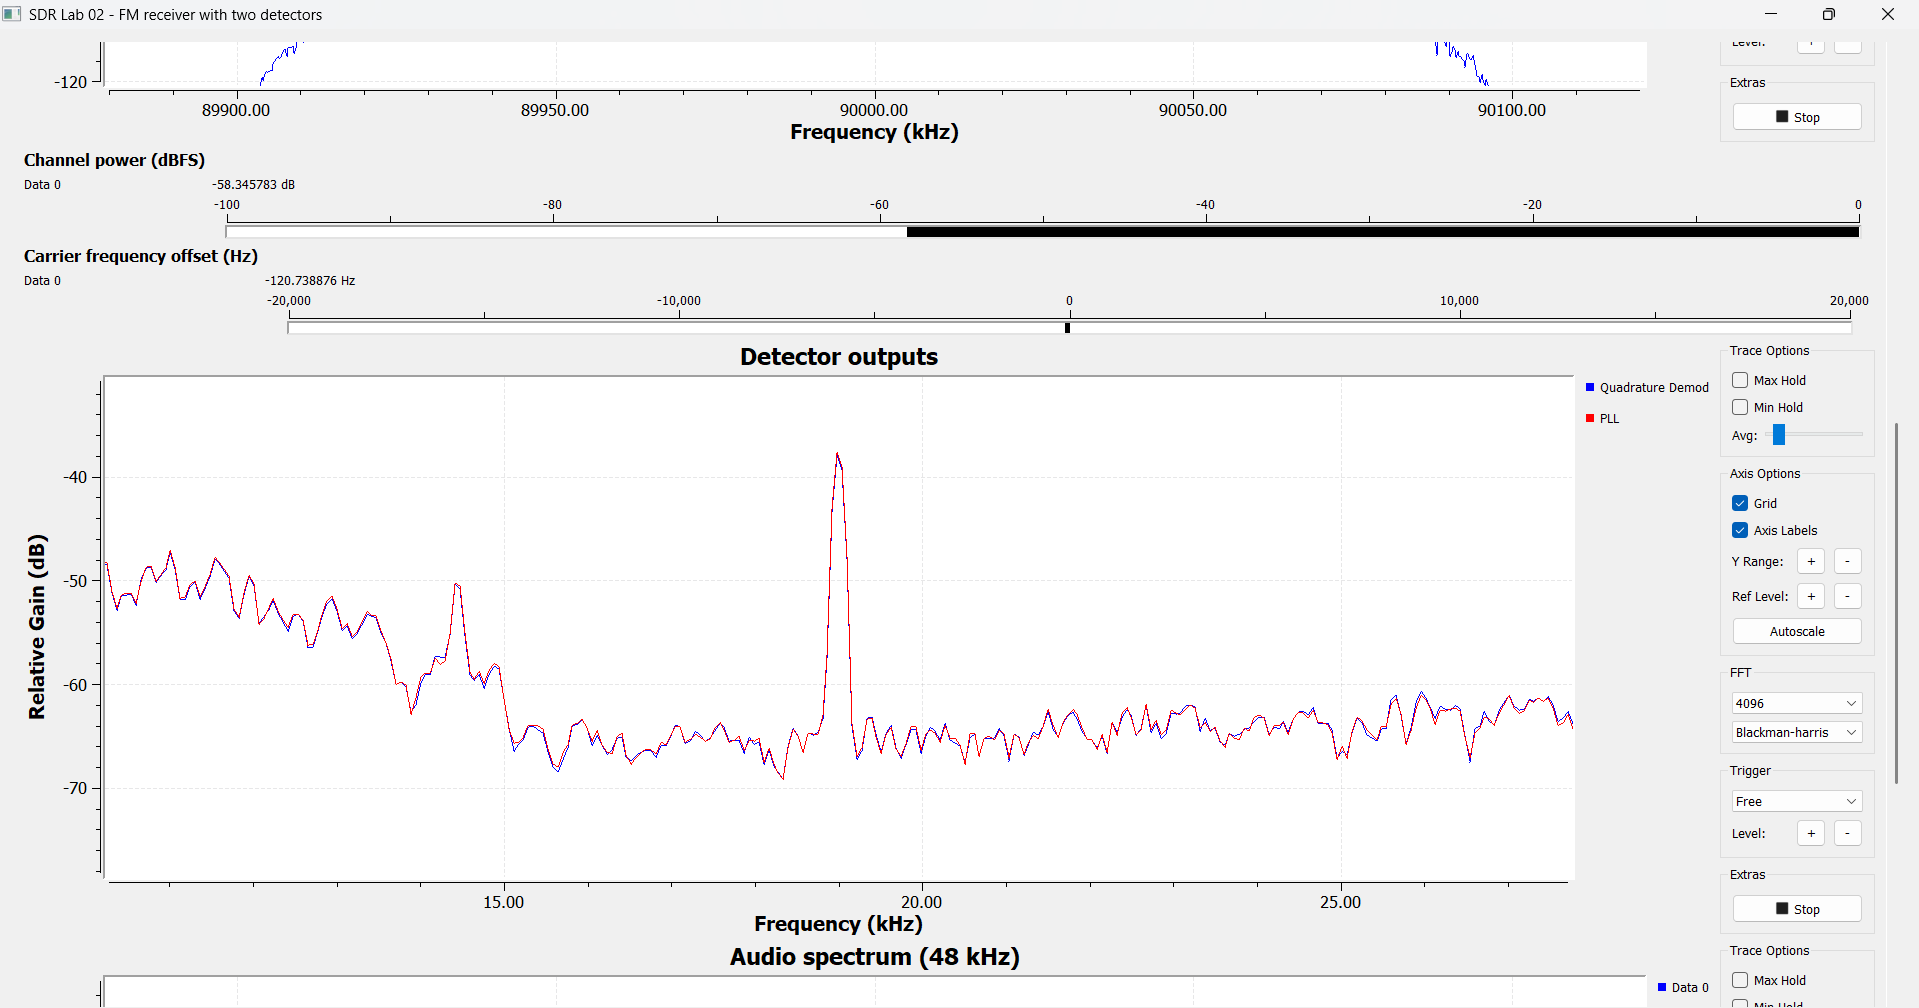 SDR Lab 02 - FM receiver with two detectors
Level: + -
-120
89900.00 89950.00 90000.00 90050.00 90100.00
Frequency (kHz)
Extras
Stop
Channel power (dBFS)
Data 0 -58.345783 dB
-100 -80 -60 -40 -20 0
Carrier frequency offset (Hz)
Data 0 -120.738876 Hz
-20,000 -10,000 0 10,000 20,000
Detector outputs
Quadrature Demod
PLL
-40
-50
-60
-70
Relative Gain (dB)
15.00 20.00 25.00
Frequency (kHz)
Trace Options
Max Hold
Min Hold
Avg:
Axis Options
Grid
Axis Labels
Y Range: + -
Ref Level: + -
Autoscale
FFT
4096
Blackman-harris
Trigger
Free
Level: + -
Extras
Stop
Audio spectrum (48 kHz)
Data 0
Trace Options
Max Hold
Min Hold